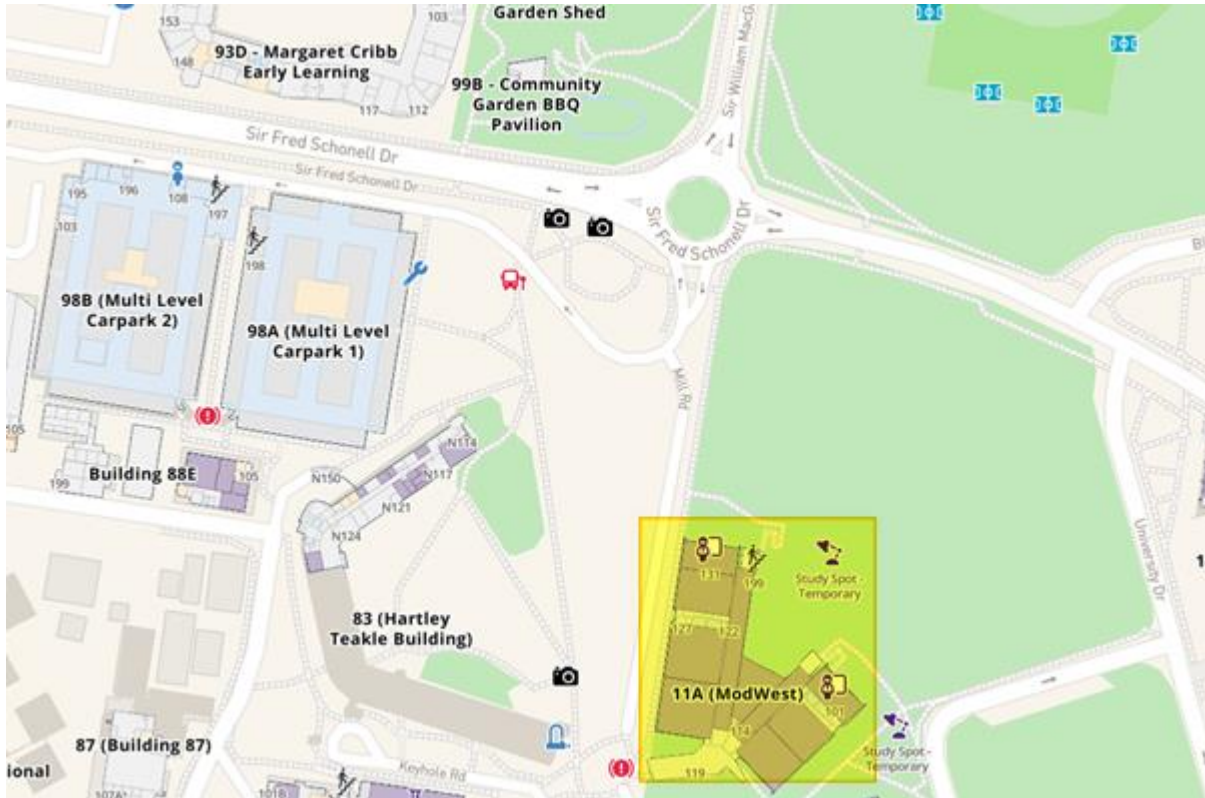 Garden Shed
153
103
148
93D - Margaret Cribb
Early Learning
117
112
99B - Community
Garden BBQ
Pavilion
Sir Fred Schonell Dr
Sir Fred Schonell Dr
Sir Fred Schonell Dr
195
196
108
197
103
198
98B (Multi Level
Carpark 2)
98A (Multi Level
Carpark 1)
Mill Rd
105
Building 88E
105
199
N114
N150
N117
N121
N124
University Dr
131
199
Study Spot -
Temporary
127
122
83 (Hartley
Teakle Building)
11A (ModWest)
101
114
119
Study Spot -
Temporary
87 (Building 87)
ional
Keyhole Rd
107A
101B